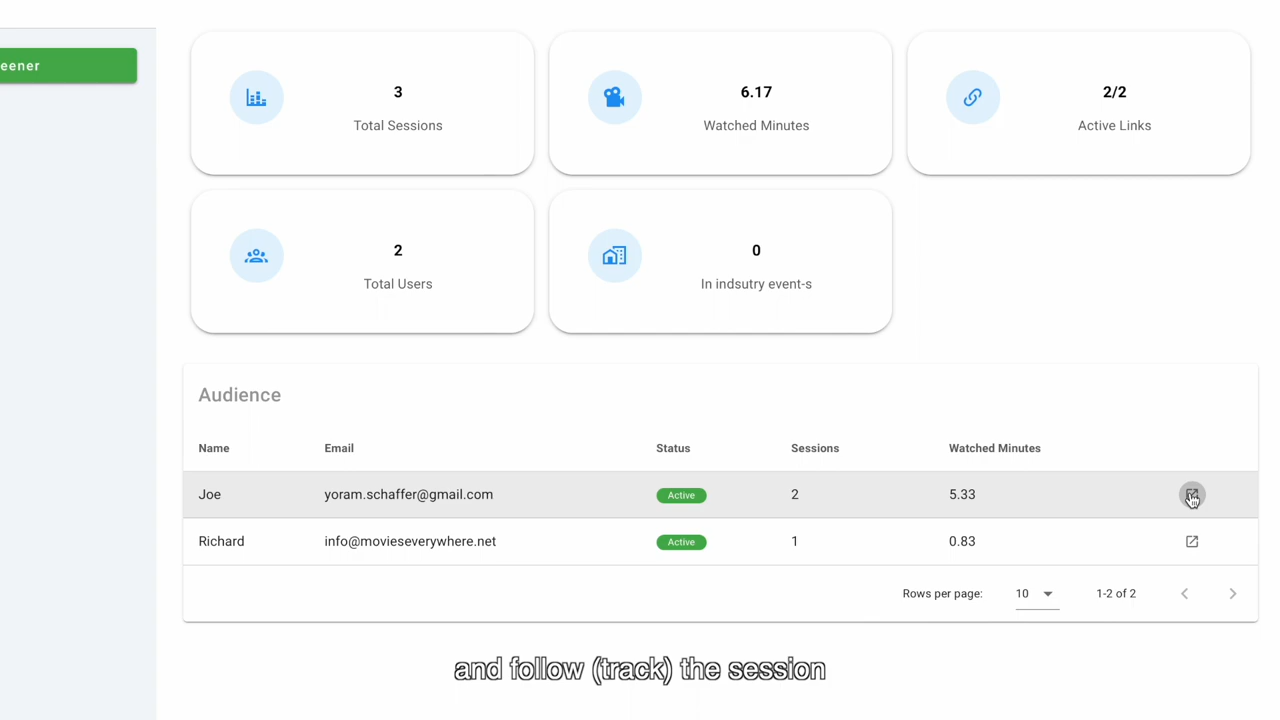 eener
3
Total Sessions
6.17
Watched Minutes
2/2
Active Links
2
Total Users
0
In indsutry event-s
Audience
Name Email Status Sessions Watched Minutes
Joe yoram.schaffer@gmail.com Active 2 5.33
Richard info@movieseverywhere.net Active 1 0.83
Rows per page: 10 1-2 of 2
and follow (track) the session